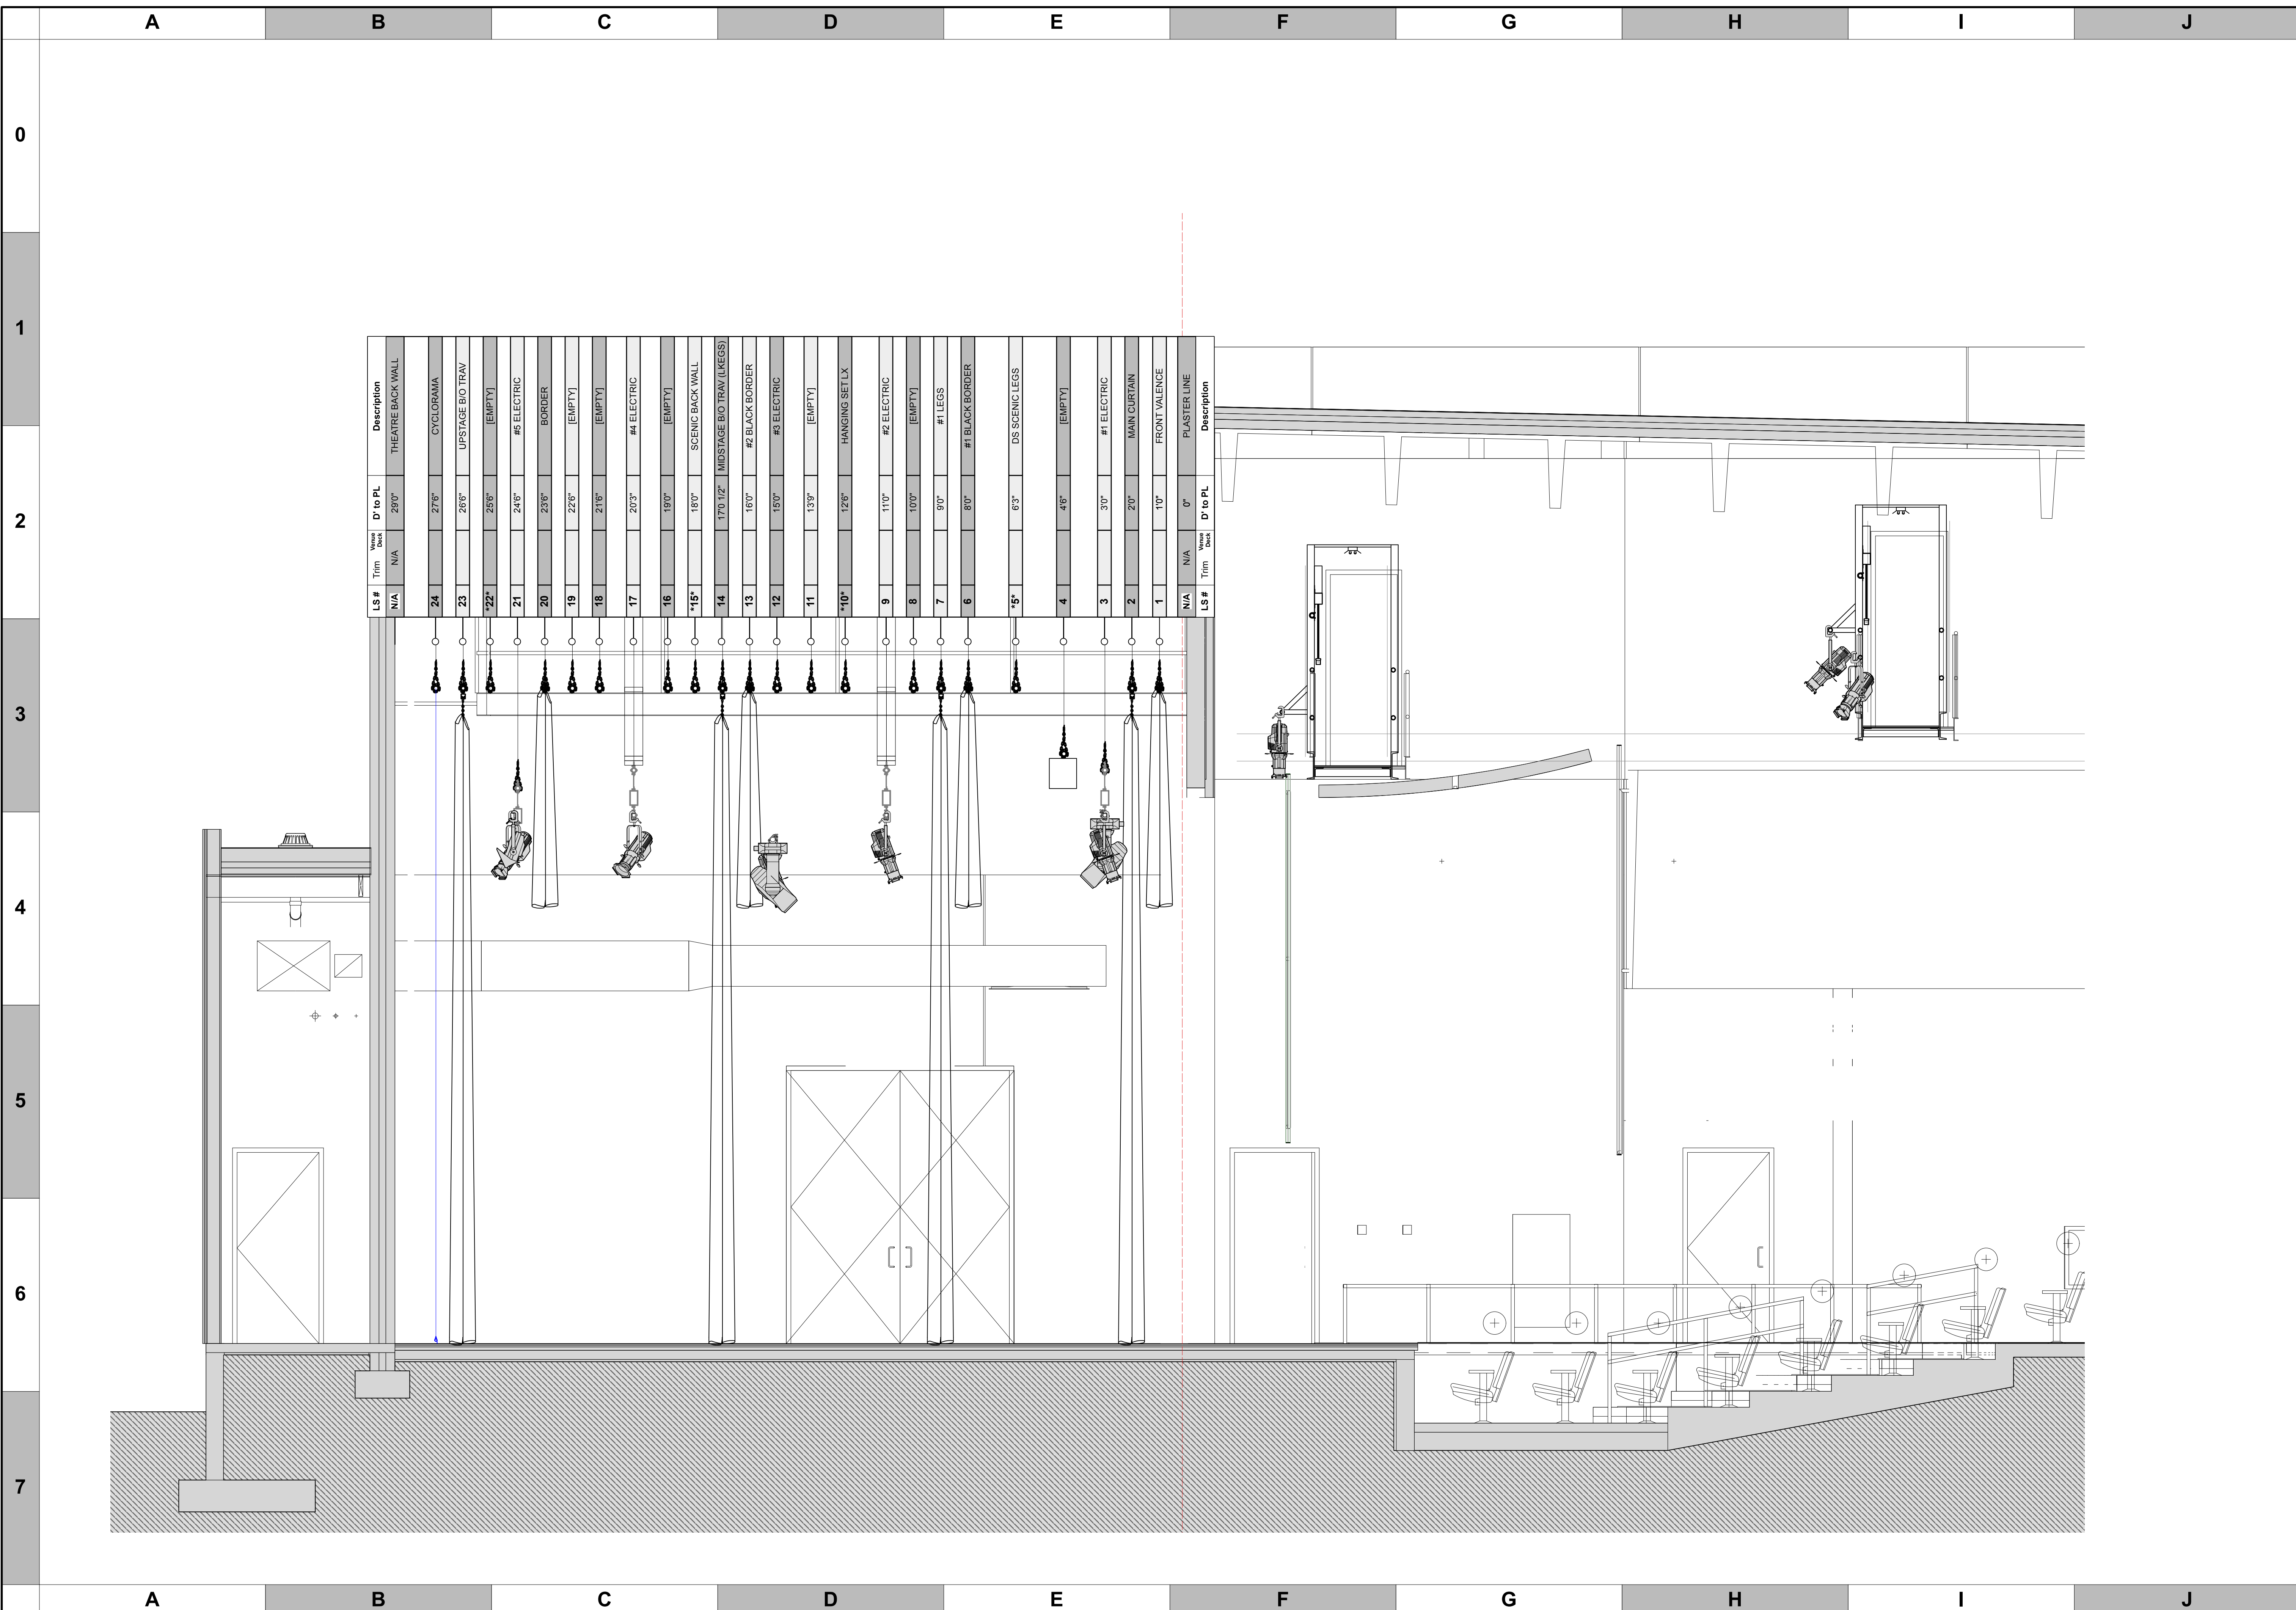 A B C D E F G H I J
0
1
2
3
4
5
6
7
LS # Trim Venue Deck D' to PL Description
N/A N/A 29'0" THEATRE BACK WALL
24 27'6" CYCLORAMA
23 26'6" UPSTAGE B/O TRAV
*22* 25'6" [EMPTY]
21 24'6" #5 ELECTRIC
20 23'6" BORDER
19 22'6" [EMPTY]
18 21'6" [EMPTY]
17 20'3" #4 ELECTRIC
16 19'0" [EMPTY]
*15* 18'0" SCENIC BACK WALL
14 17'0 1/2" MIDSTAGE B/O TRAV (LKEGS)
13 16'0" #2 BLACK BORDER
12 15'0" #3 ELECTRIC
11 13'9" [EMPTY]
*10* 12'6" HANGING SET LX
9 11'0" #2 ELECTRIC
8 10'0" [EMPTY]
7 9'0" #1 LEGS
6 8'0" #1 BLACK BORDER
*5* 6'3" DS SCENIC LEGS
4 4'6" [EMPTY]
3 3'0" #1 ELECTRIC
2 2'0" MAIN CURTAIN
1 1'0" FRONT VALENCE
N/A N/A 0" PLASTER LINE
LS # Trim Venue Deck D' to PL Description
A B C D E F G H I J